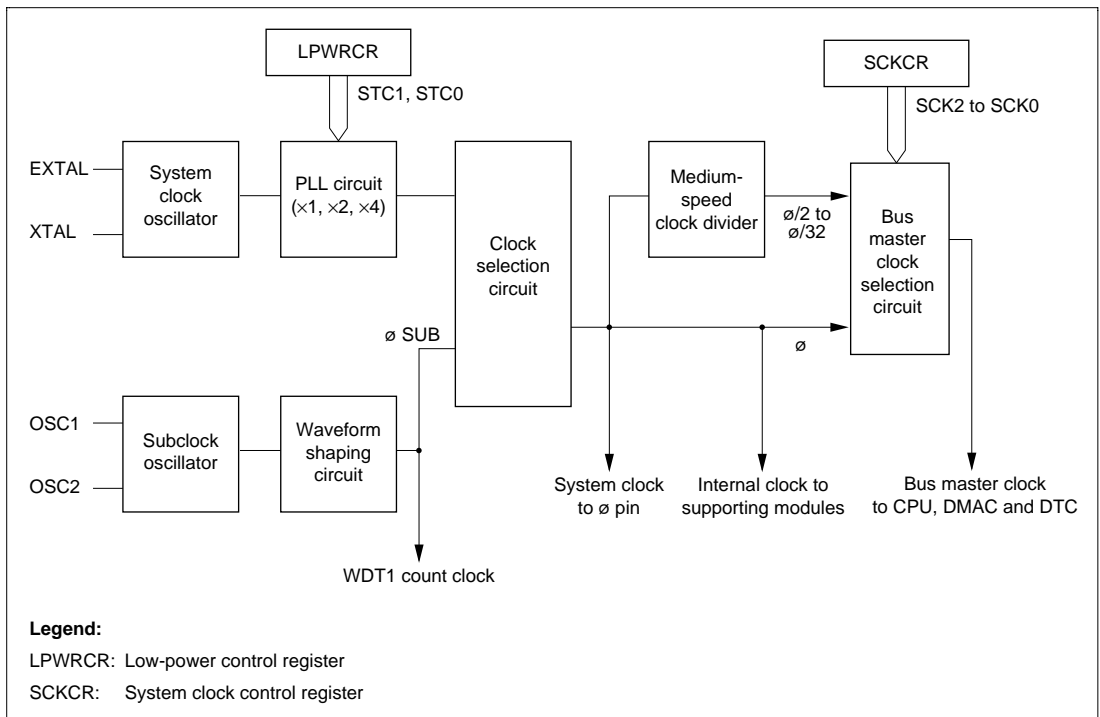 LPWRCR
STC1, STC0
SCKCR
SCK2 to SCK0
EXTAL
XTAL
System
clock
oscillator
PLL circuit
(×1, ×2, ×4)
Clock
selection
circuit
Medium-
speed
clock divider
ø/2 to
ø/32
Bus
master
clock
selection
circuit
ø SUB
ø
OSC1
OSC2
Subclock
oscillator
Waveform
shaping
circuit
System clock
to ø pin
Internal clock to
supporting modules
Bus master clock
to CPU, DMAC and DTC
WDT1 count clock
Legend:
LPWRCR: Low-power control register
SCKCR: System clock control register